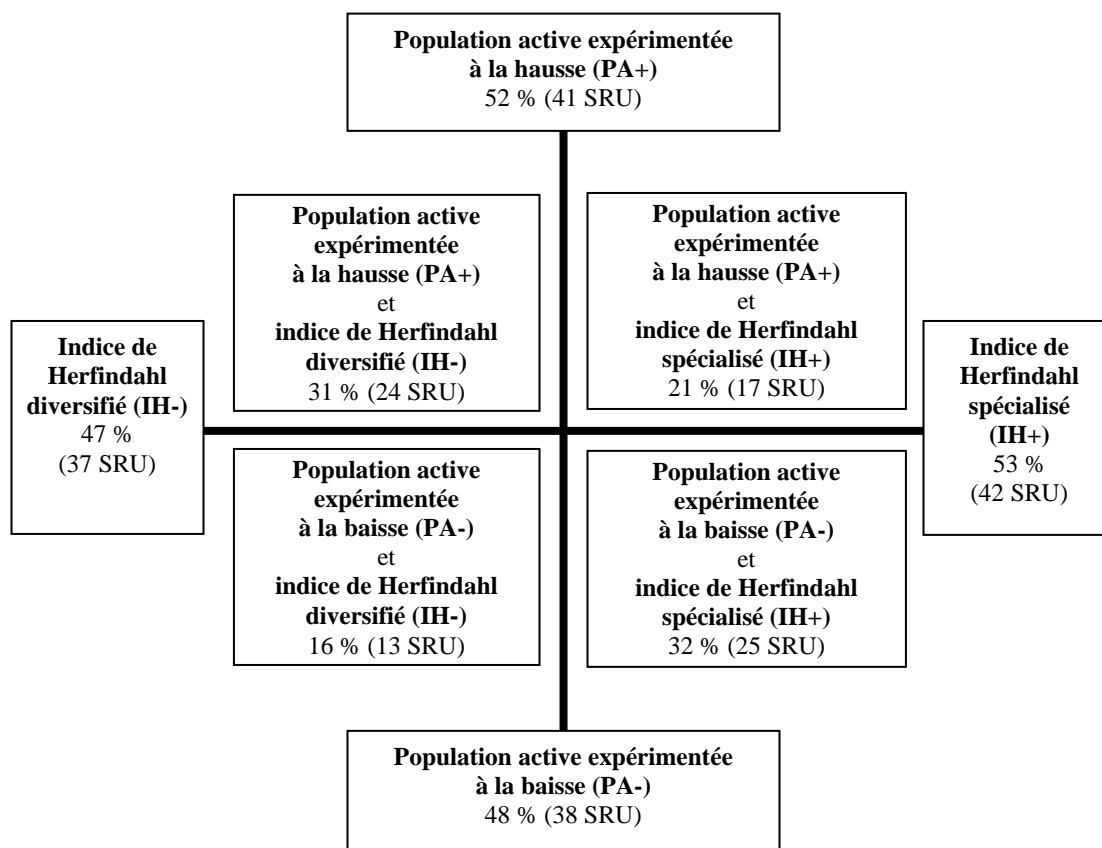 Population active expérimentée
à la hausse (PA+)
52 % (41 SRU)
Population active
expérimentée
à la hausse (PA+)
et
indice de Herfindahl
diversifié (IH-)
31 % (24 SRU)
Population active
expérimentée
à la hausse (PA+)
et
indice de Herfindahl
spécialisé (IH+)
21 % (17 SRU)
Indice de
Herfindahl
diversifié (IH-)
47 %
(37 SRU)
Indice de
Herfindahl
spécialisé
(IH+)
53 %
(42 SRU)
Population active
expérimentée
à la baisse (PA-)
et
indice de Herfindahl
diversifié (IH-)
16 % (13 SRU)
Population active
expérimentée
à la baisse (PA-)
et
indice de Herfindahl
spécialisé (IH+)
32 % (25 SRU)
Population active expérimentée
à la baisse (PA-)
48 % (38 SRU)